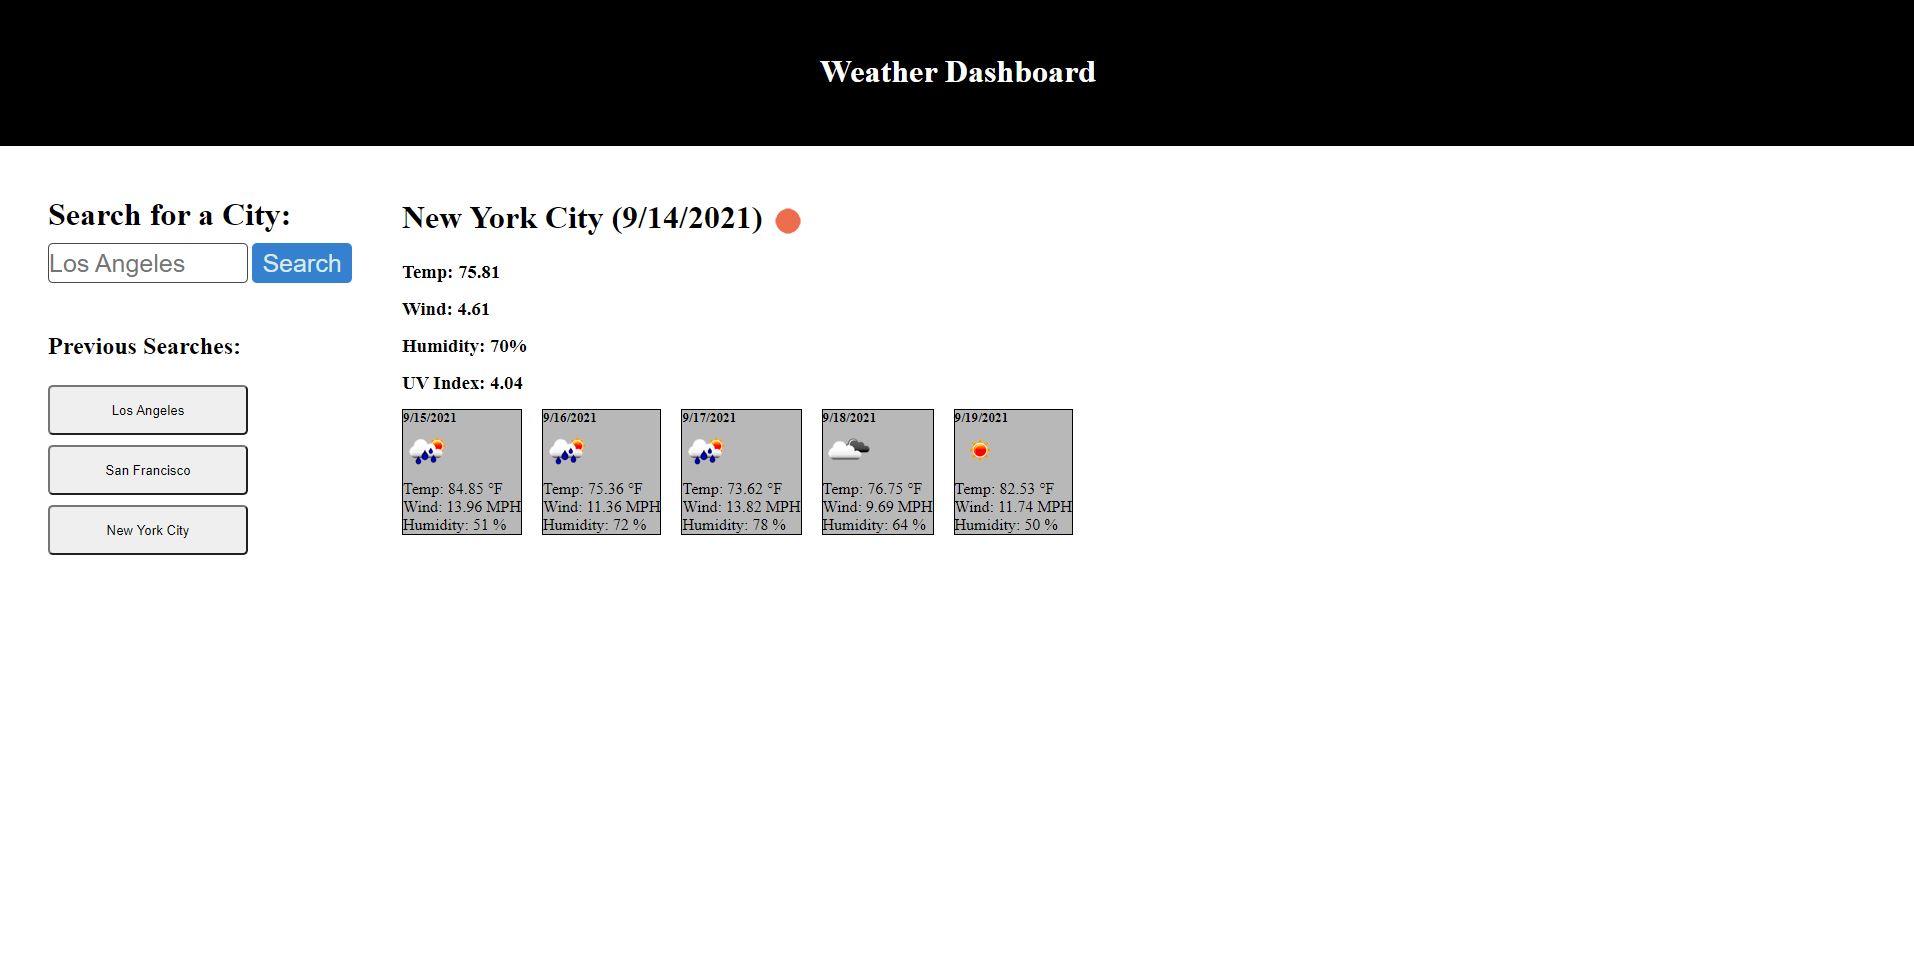 Weather Dashboard
Search for a City:
Los Angeles
Search
Previous Searches:
Los Angeles
San Francisco
New York City
New York City (9/14/2021)
Temp: 75.81
Wind: 4.61
Humidity: 70%
UV Index: 4.04
9/15/2021
Temp: 84.85 °F
Wind: 13.96 MPH
Humidity: 51 %
9/16/2021
Temp: 75.36 °F
Wind: 11.36 MPH
Humidity: 72 %
9/17/2021
Temp: 73.62 °F
Wind: 13.82 MPH
Humidity: 78 %
9/18/2021
Temp: 76.75 °F
Wind: 9.69 MPH
Humidity: 64 %
9/19/2021
Temp: 82.53 °F
Wind: 11.74 MPH
Humidity: 50 %